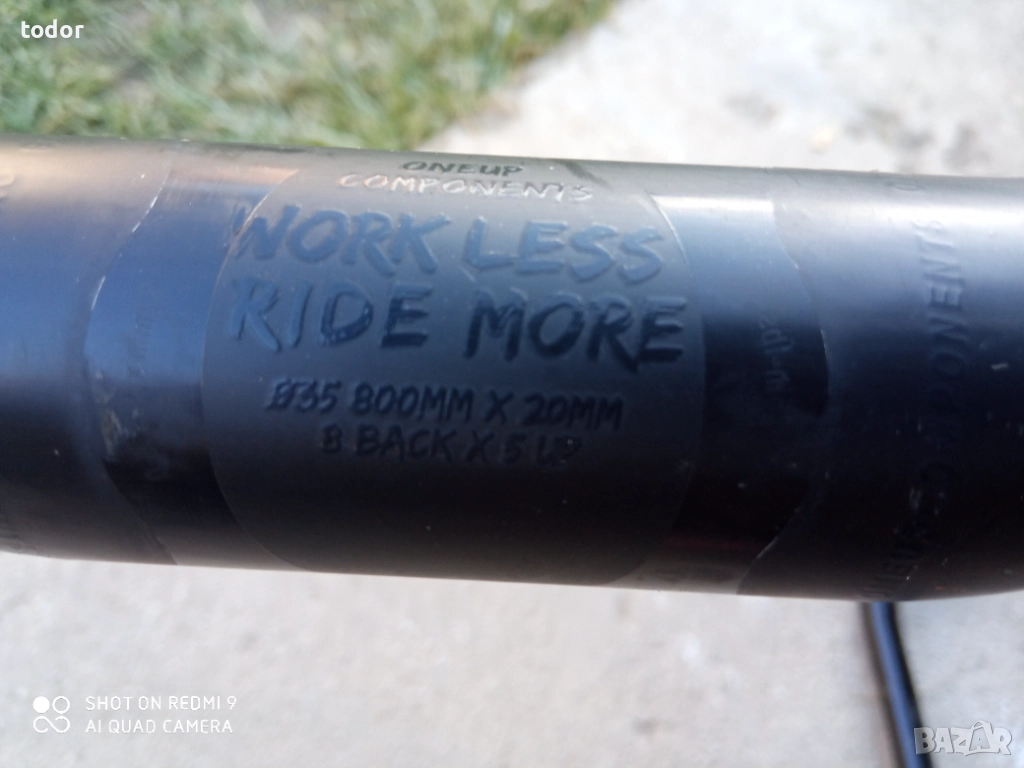 todor
ONEUP
COMPONENTS
WORK LESS
RIDE MORE
Ø35 800MM X 20MM
8 BACK X 5 UP
COMPONENTS
SHOT ON REDMI 9
AI QUAD CAMERA
BAZAR